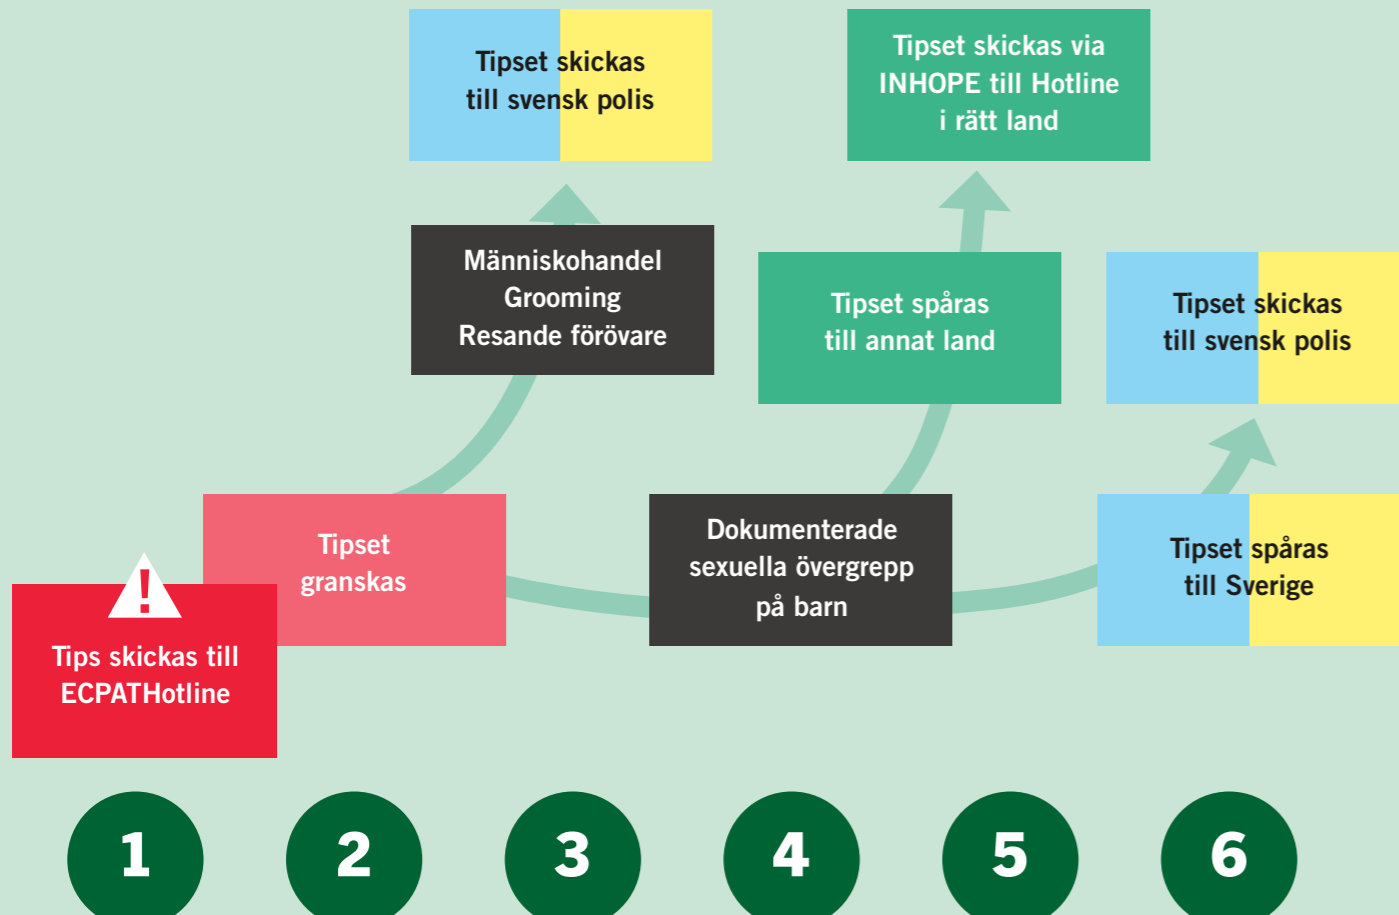 Tipset skickas
till svensk polis
Tipset skickas via
INHOPE till Hotline
i rätt land
Människohandel
Grooming
Resande förövare
Tipset spåras
till annat land
Tipset skickas
till svensk polis
Tipset
granskas
Dokumenterade
sexuella övergrepp
på barn
Tipset spåras
till Sverige
!
Tips skickas till
ECPATHotline
1
2
3
4
5
6